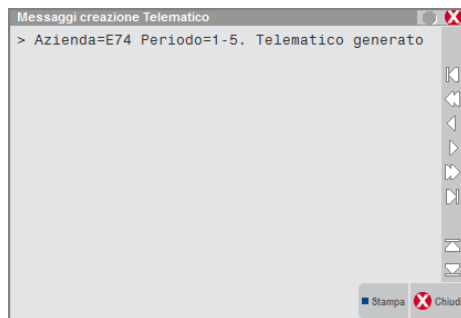 Messaggi creazione Telematico
> Azienda=E74 Periodo=1-5. Telematico generato
Stampa
Chiudi